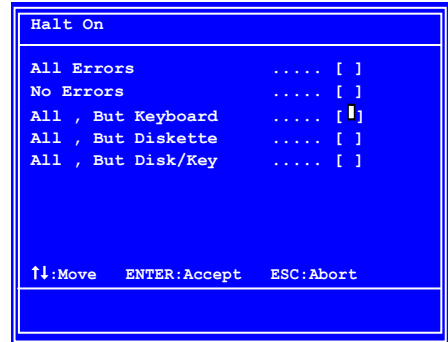 Halt On
All Errors ..... [ ]
No Errors ..... [ ]
All , But Keyboard ..... [ ]
All , But Diskette ..... [ ]
All , But Disk/Key ..... [ ]
↑↓:Move ENTER:Accept ESC:Abort